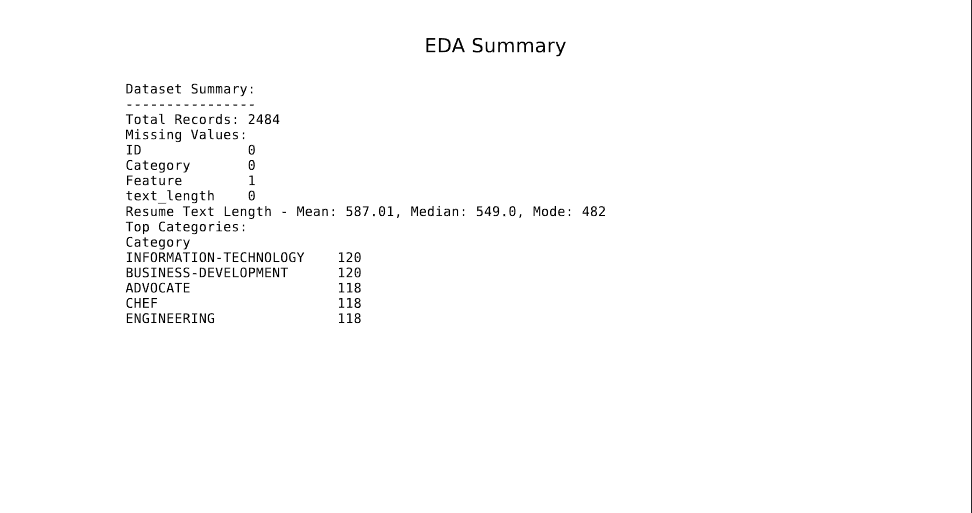 EDA Summary
Dataset Summary:
----------------
Total Records: 2484
Missing Values:
ID             0
Category       0
Feature        1
text_length    0
Resume Text Length - Mean: 587.01, Median: 549.0, Mode: 482
Top Categories:
Category
INFORMATION-TECHNOLOGY    120
BUSINESS-DEVELOPMENT      120
ADVOCATE                  118
CHEF                      118
ENGINEERING               118